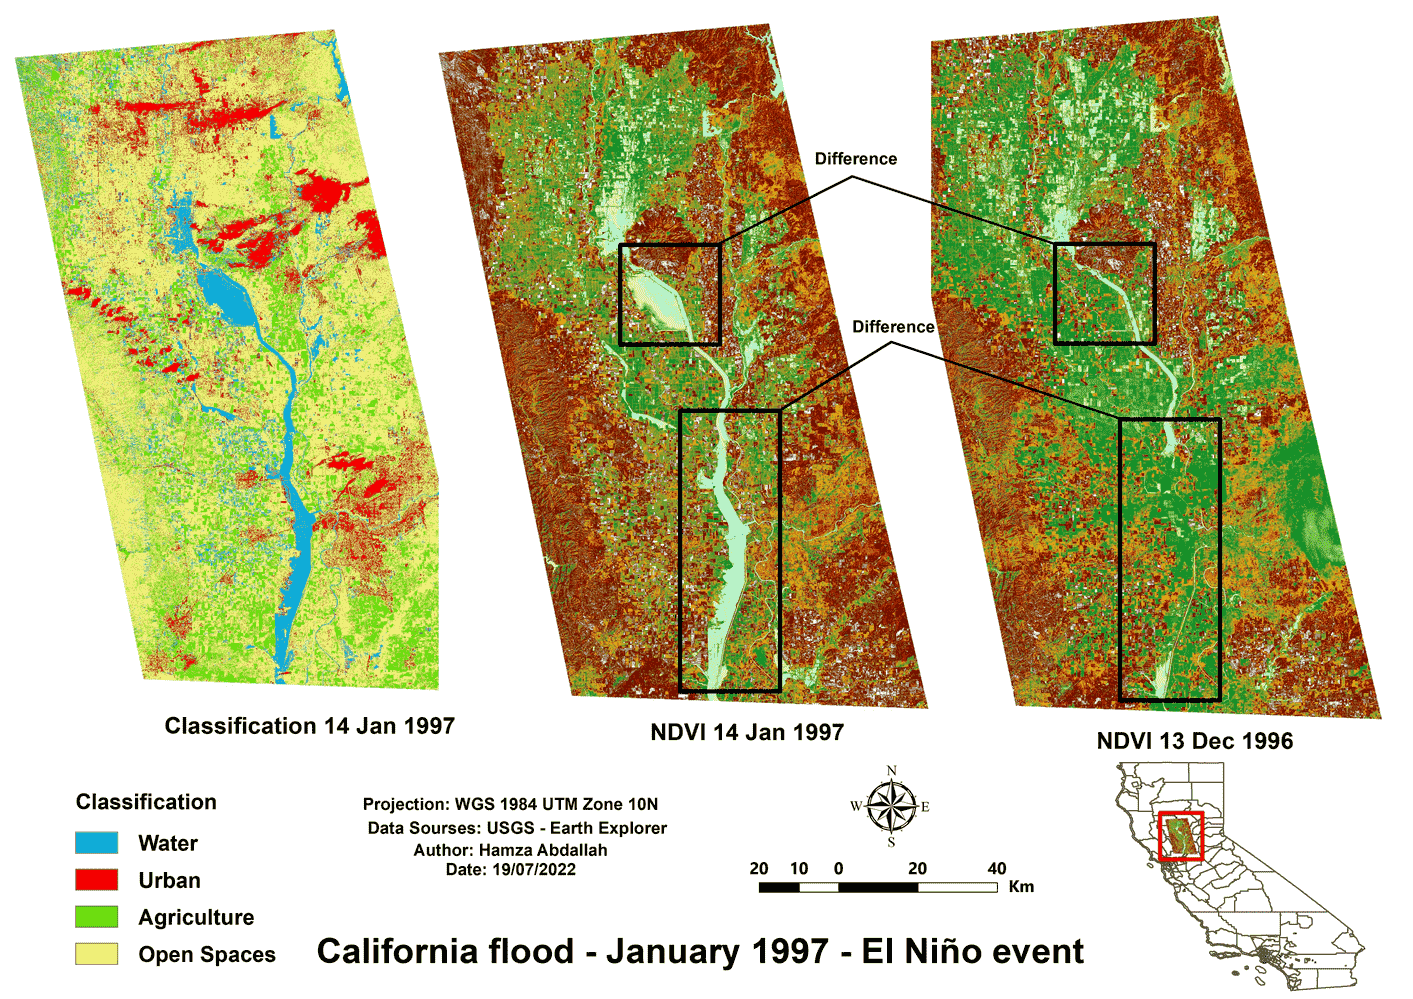 Difference
Difference
Classification 14 Jan 1997
NDVI 14 Jan 1997
NDVI 13 Dec 1996
Classification
Water
Urban
Agriculture
Open Spaces
Projection: WGS 1984 UTM Zone 10N
Data Sourses: USGS - Earth Explorer
Author: Hamza Abdallah
Date: 19/07/2022
N
W E
S
20 10 0 20 40
Km
California flood - January 1997 - El Niño event